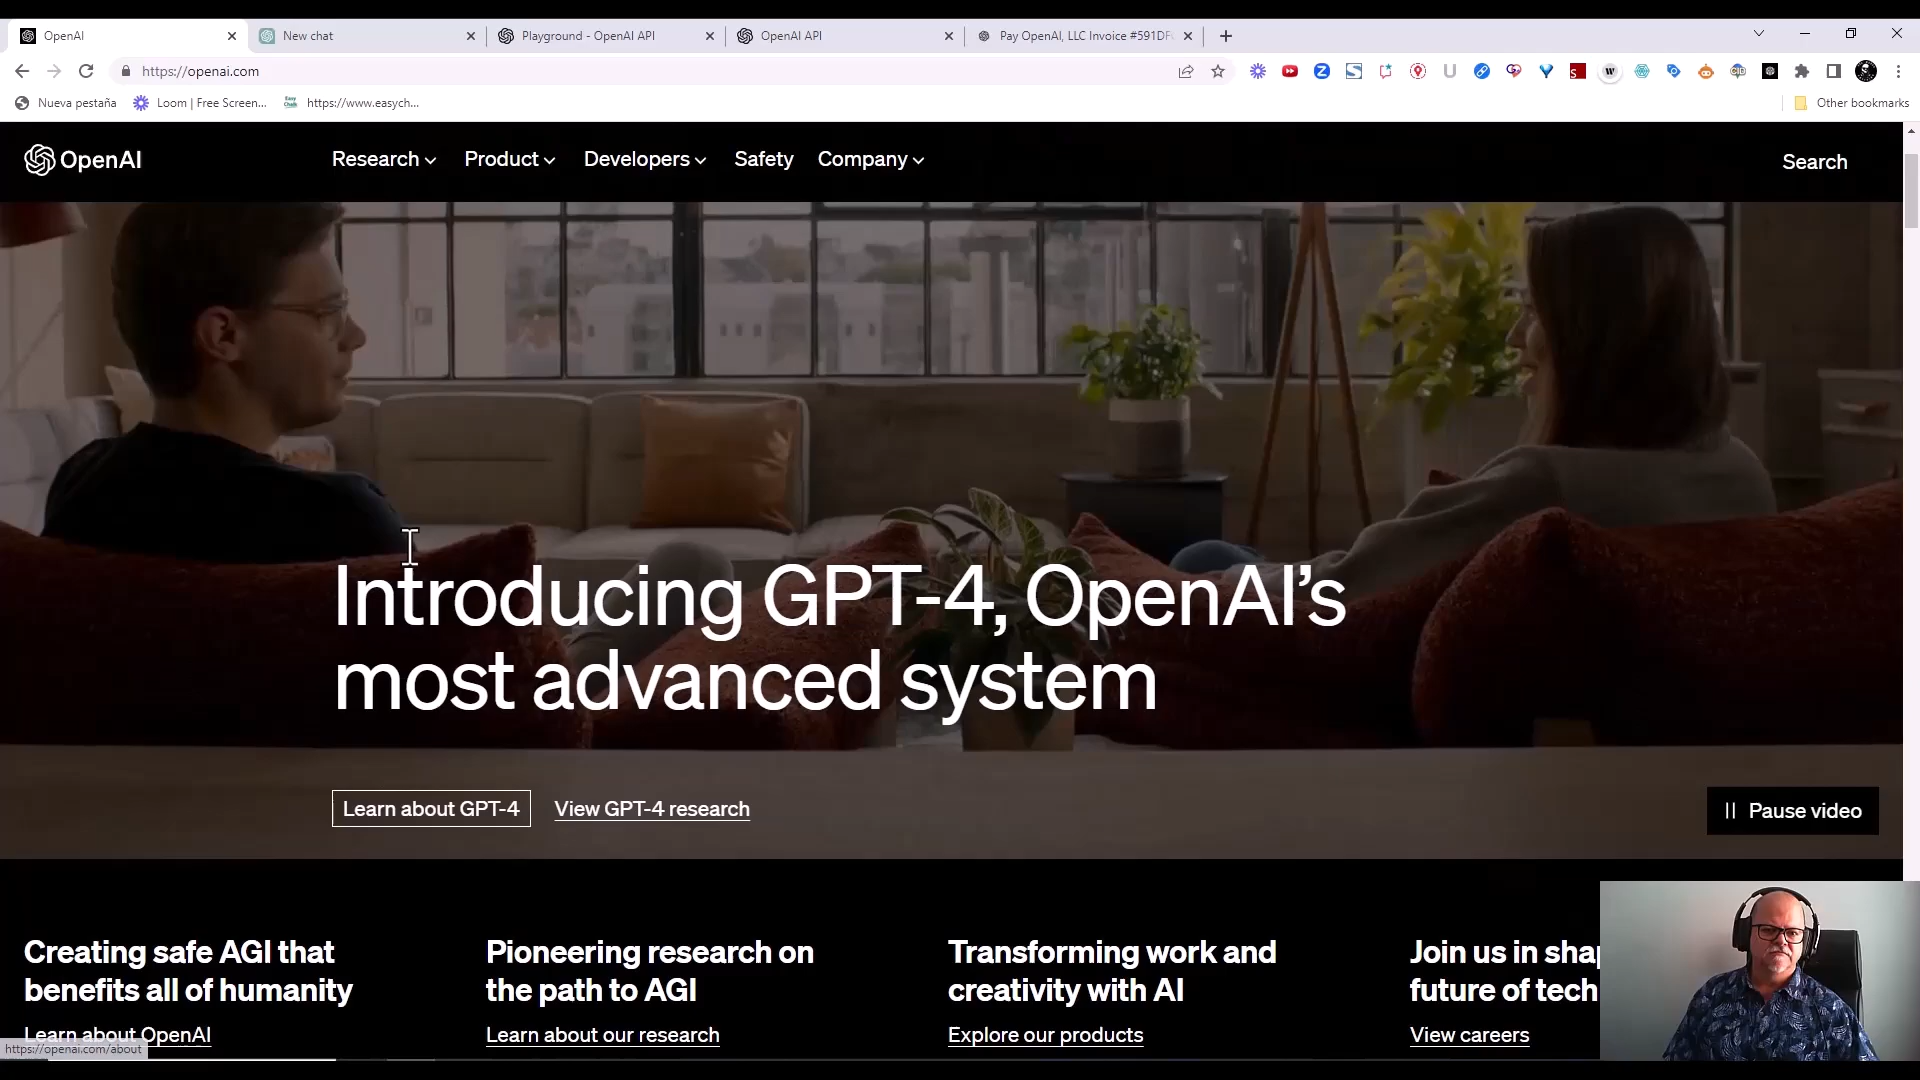 OpenAI
New chat
Playground - OpenAI API
OpenAI API
Pay OpenAI, LLC Invoice #591DF
https://openai.com
Nueva pestaña
Loom | Free Screen...
https://www.easych...
Other bookmarks
OpenAI
Research
Product
Developers
Safety
Company
Search
Introducing GPT-4, OpenAI's
most advanced system
Learn about GPT-4
View GPT-4 research
Pause video
Creating safe AGI that
benefits all of humanity
Learn about OpenAI
Pioneering research on
the path to AGI
Learn about our research
Transforming work and
creativity with AI
Explore our products
Join us in sha
future of tech
View careers
https://openai.com/about